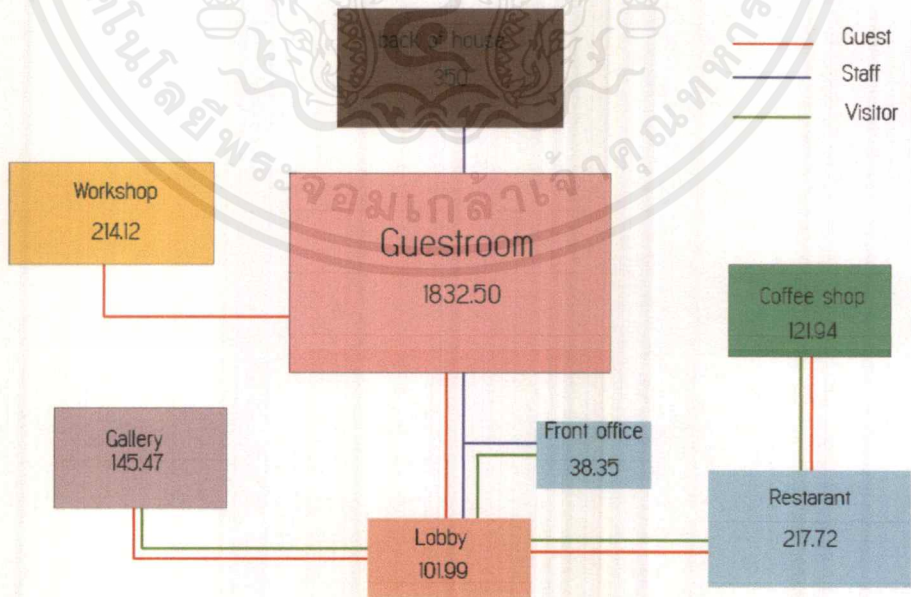 back of house
350
Guest
Staff
Visitor
Workshop
214.12
Guestroom
1832.50
Coffee shop
121.94
Gallery
145.47
Front office
38.35
Restarant
217.72
Lobby
101.99